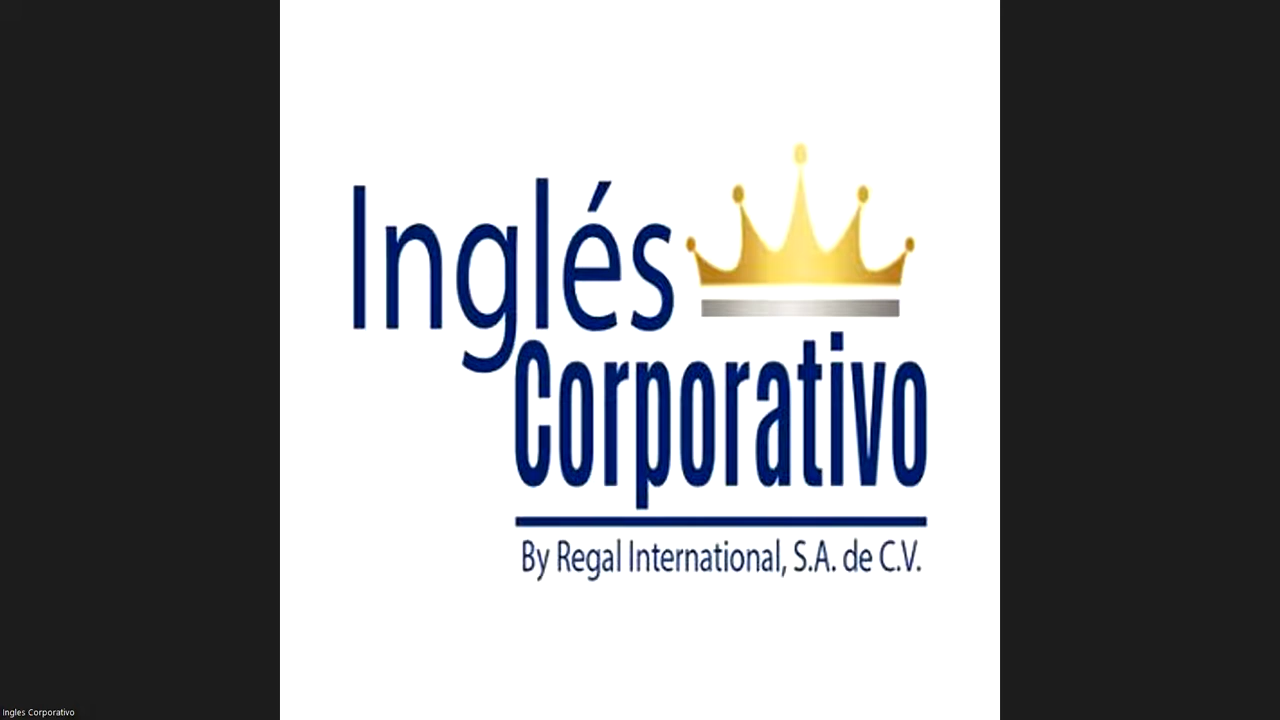 Inglés
Corporativo
By Regal International, S.A. de C.V.
Ingles Corporativo